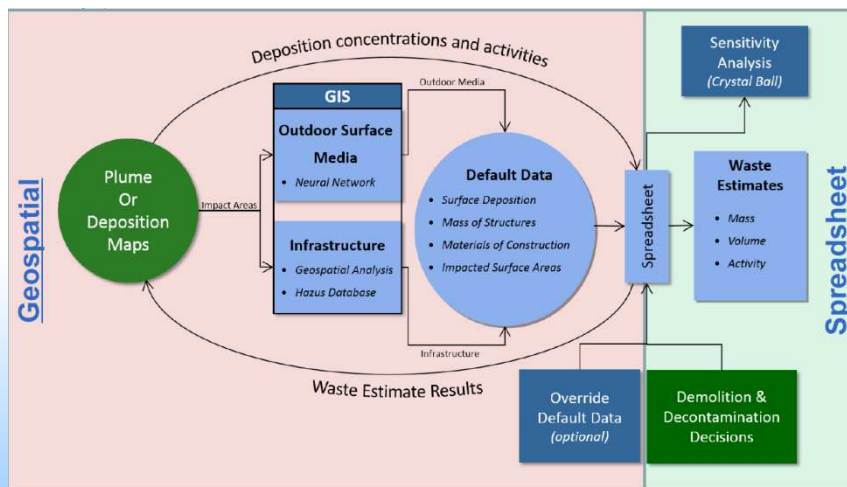 Deposition concentrations and activities
Geospatial
Plume
Or
Deposition
Maps
Impact Areas
GIS
Outdoor Surface
Media
• Neural Network
Infrastructure
• Geospatial Analysis
• Hazus Database
Outdoor Media
Infrastructure
Default Data
• Surface Deposition
• Mass of Structures
• Materials of Construction
• Impacted Surface Areas
Waste Estimate Results
Spreadsheet
Sensitivity
Analysis
(Crystal Ball)
Waste
Estimates
• Mass
• Volume
• Activity
Spreadsheet
Override
Default Data
(optional)
Demolition &
Decontamination
Decisions